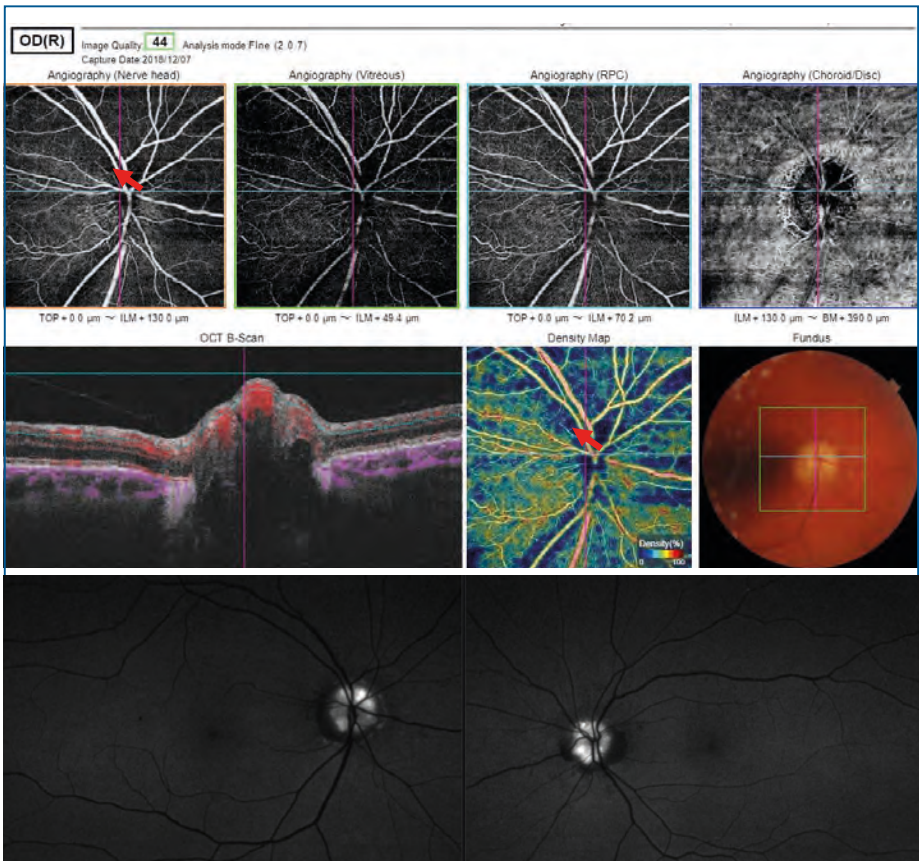 OD(R)
Image Quality 44 Analysis mode Fine (2.0.7)
Capture Date 2018/12/07
Angiography (Nerve head) Angiography (Vitreous) Angiography (RPC) Angiography (Choroid/Disc)
TOP + 0.0 µm ~ ILM + 130.0 µm TOP + 0.0 µm ~ ILM + 49.4 µm TOP + 0.0 µm ~ ILM + 70.2 µm ILM + 130.0 µm ~ BM + 390.0 µm
OCT B-Scan Density Map Fundus
Density(%)
0 100